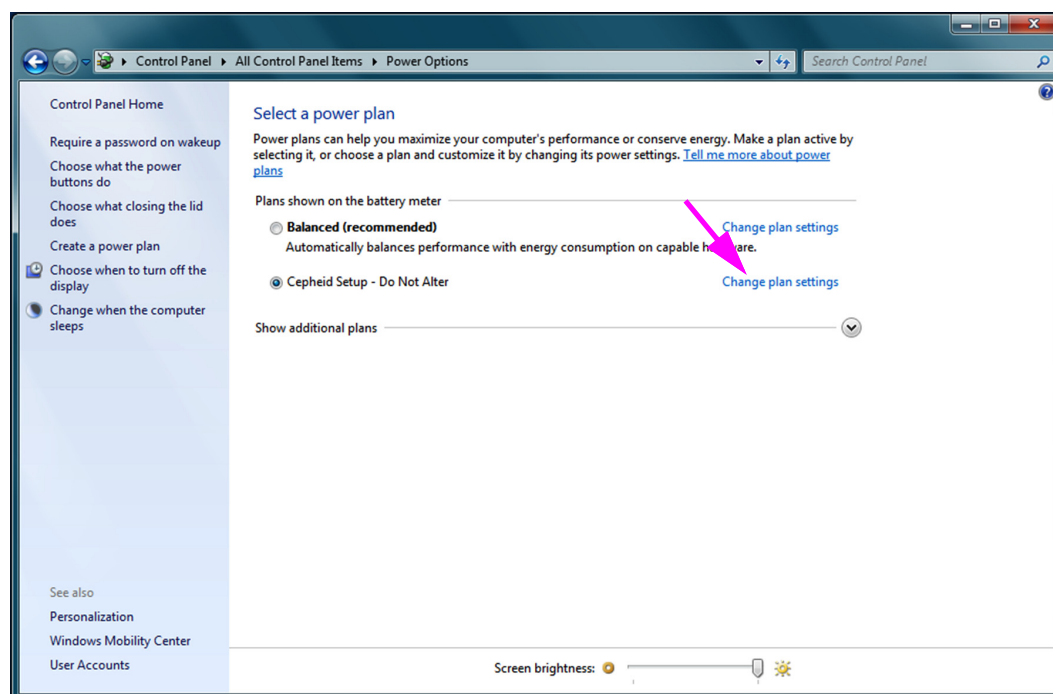 Control Panel ▸ All Control Panel Items ▸ Power Options
Search Control Panel
Control Panel Home
Require a password on wakeup
Choose what the power
buttons do
Choose what closing the lid
does
Create a power plan
Choose when to turn off the
display
Change when the computer
sleeps
See also
Personalization
Windows Mobility Center
User Accounts
Select a power plan
Power plans can help you maximize your computer's performance or conserve energy. Make a plan active by
selecting it, or choose a plan and customize it by changing its power settings. Tell me more about power
plans
Plans shown on the battery meter
Balanced (recommended) Change plan settings
Automatically balances performance with energy consumption on capable
Cepheid Setup - Do Not Alter Change plan settings
Show additional plans
Screen brightness: